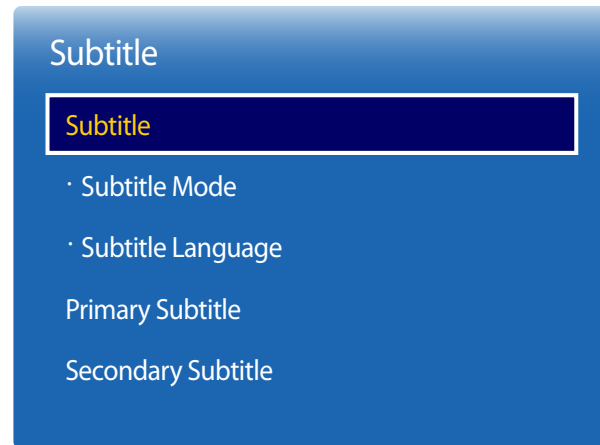 Subtitle
Subtitle
· Subtitle Mode
· Subtitle Language
Primary Subtitle
Secondary Subtitle